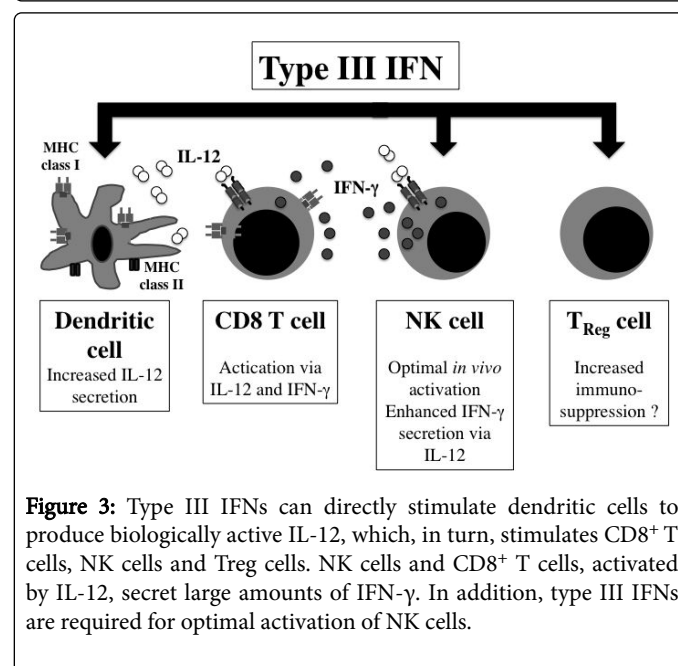 Type III IFN
MHC
class I
IL-12
IFN-γ
MHC
class II
Dendritic
cell
Increased IL-12
secretion
CD8 T cell
Actication via
IL-12 and IFN-γ
NK cell
Optimal in vivo
activation
Enhanced IFN-γ
secretion via
IL-12
TReg cell
Increased
immuno-
suppression ?
Figure 3: Type III IFNs can directly stimulate dendritic cells to
produce biologically active IL-12, which, in turn, stimulates CD8+ T
cells, NK cells and Treg cells. NK cells and CD8+ T cells, activated
by IL-12, secret large amounts of IFN-γ. In addition, type III IFNs
are required for optimal activation of NK cells.